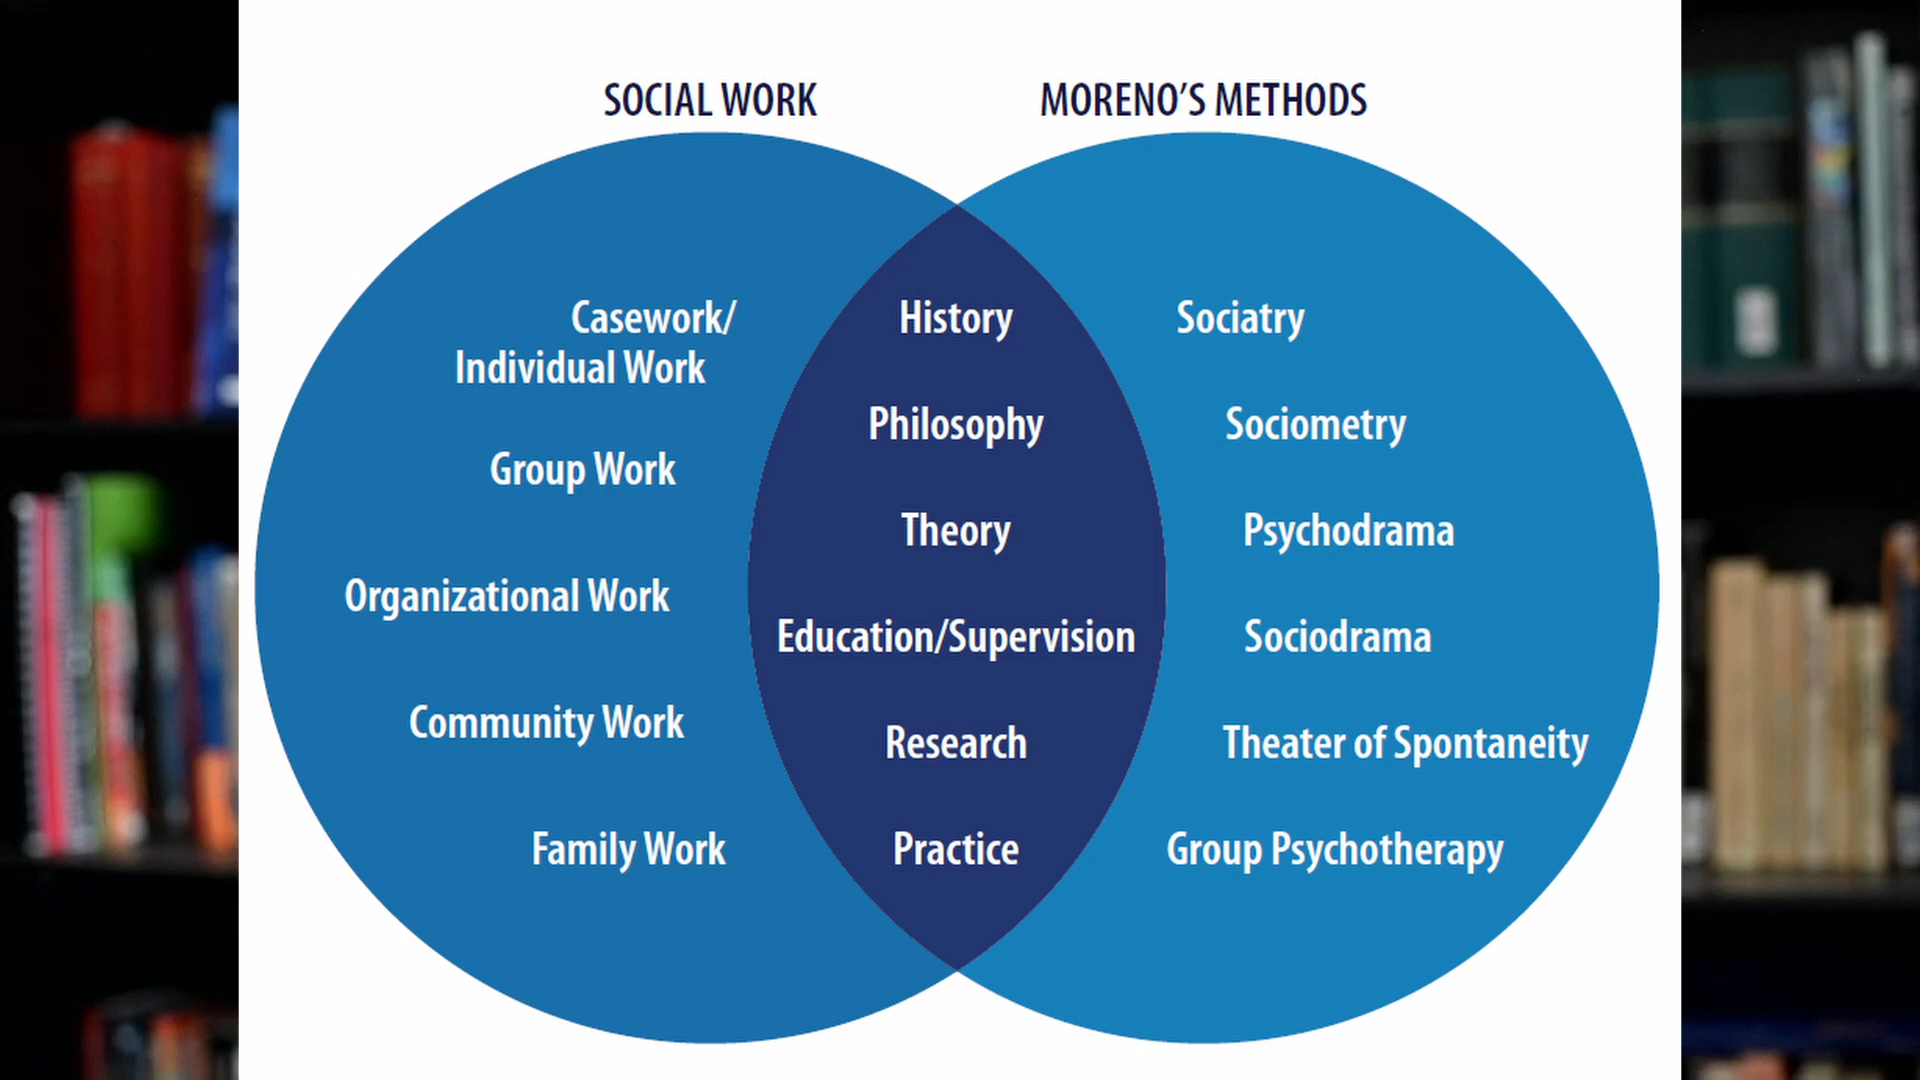 SOCIAL WORK
MORENO'S METHODS
Casework/
Individual Work
Group Work
Organizational Work
Community Work
Family Work
History
Philosophy
Theory
Education/Supervision
Research
Practice
Sociatry
Sociometry
Psychodrama
Sociodrama
Theater of Spontaneity
Group Psychotherapy